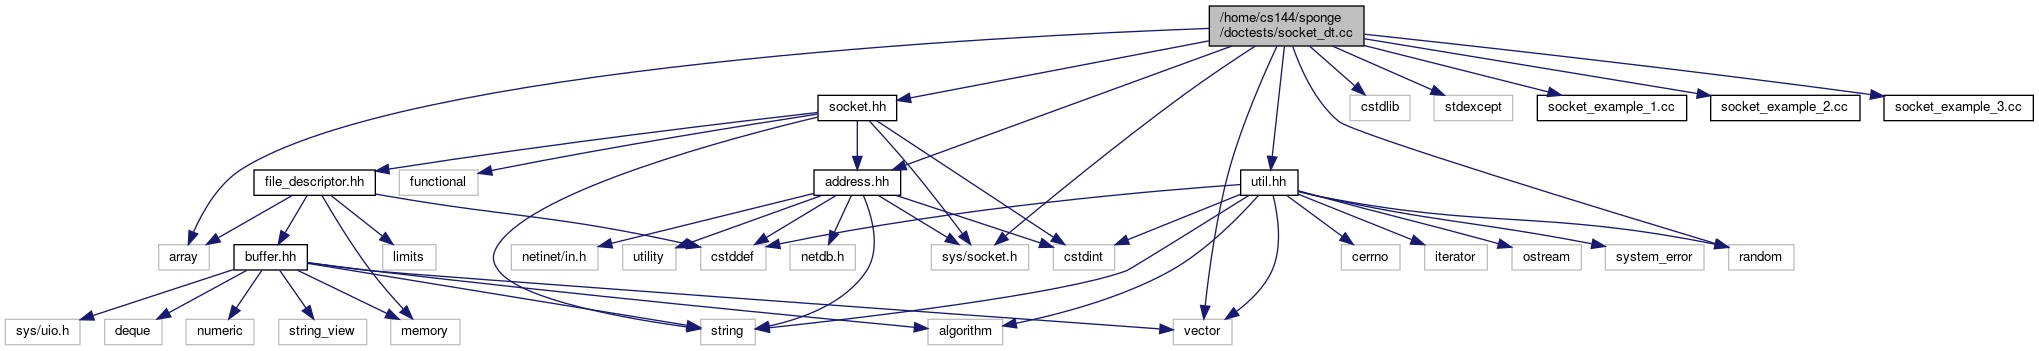 /home/cs144/sponge
/doctests/socket_dt.cc
socket.hh
cstdlib
stdexcept
socket_example_1.cc
socket_example_2.cc
socket_example_3.cc
file_descriptor.hh
functional
address.hh
util.hh
array
buffer.hh
limits
netinet/in.h
utility
cstddef
netdb.h
sys/socket.h
cstdint
cerrno
iterator
ostream
system_error
random
sys/uio.h
deque
numeric
string_view
memory
string
algorithm
vector